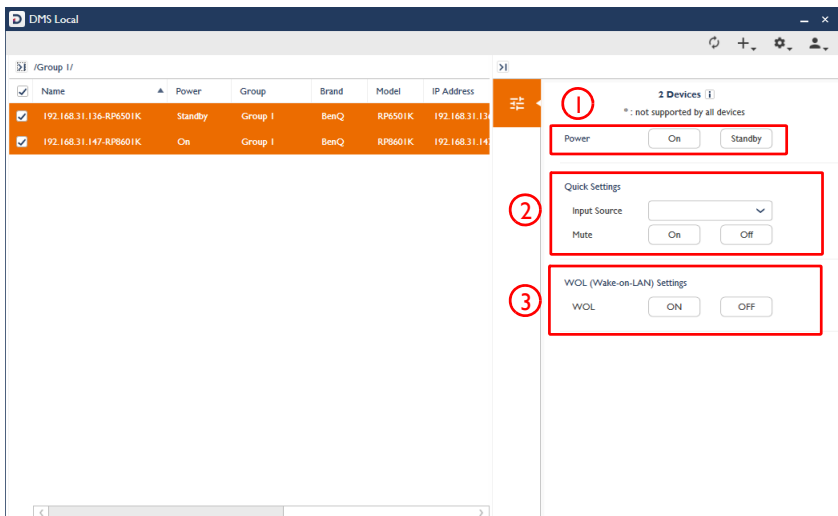 DMS Local
/Group 1/
Name Power Group Brand Model IP Address
192.168.31.136-RP6501K Standby Group 1 BenQ RP6501K 192.168.31.13
192.168.31.147-RP8601K On Group 1 BenQ RP8601K 192.168.31.14
1
2 Devices i
* : not supported by all devices
Power On Standby
2
Quick Settings
Input Source
Mute On Off
3
WOL (Wake-on-LAN) Settings
WOL ON OFF